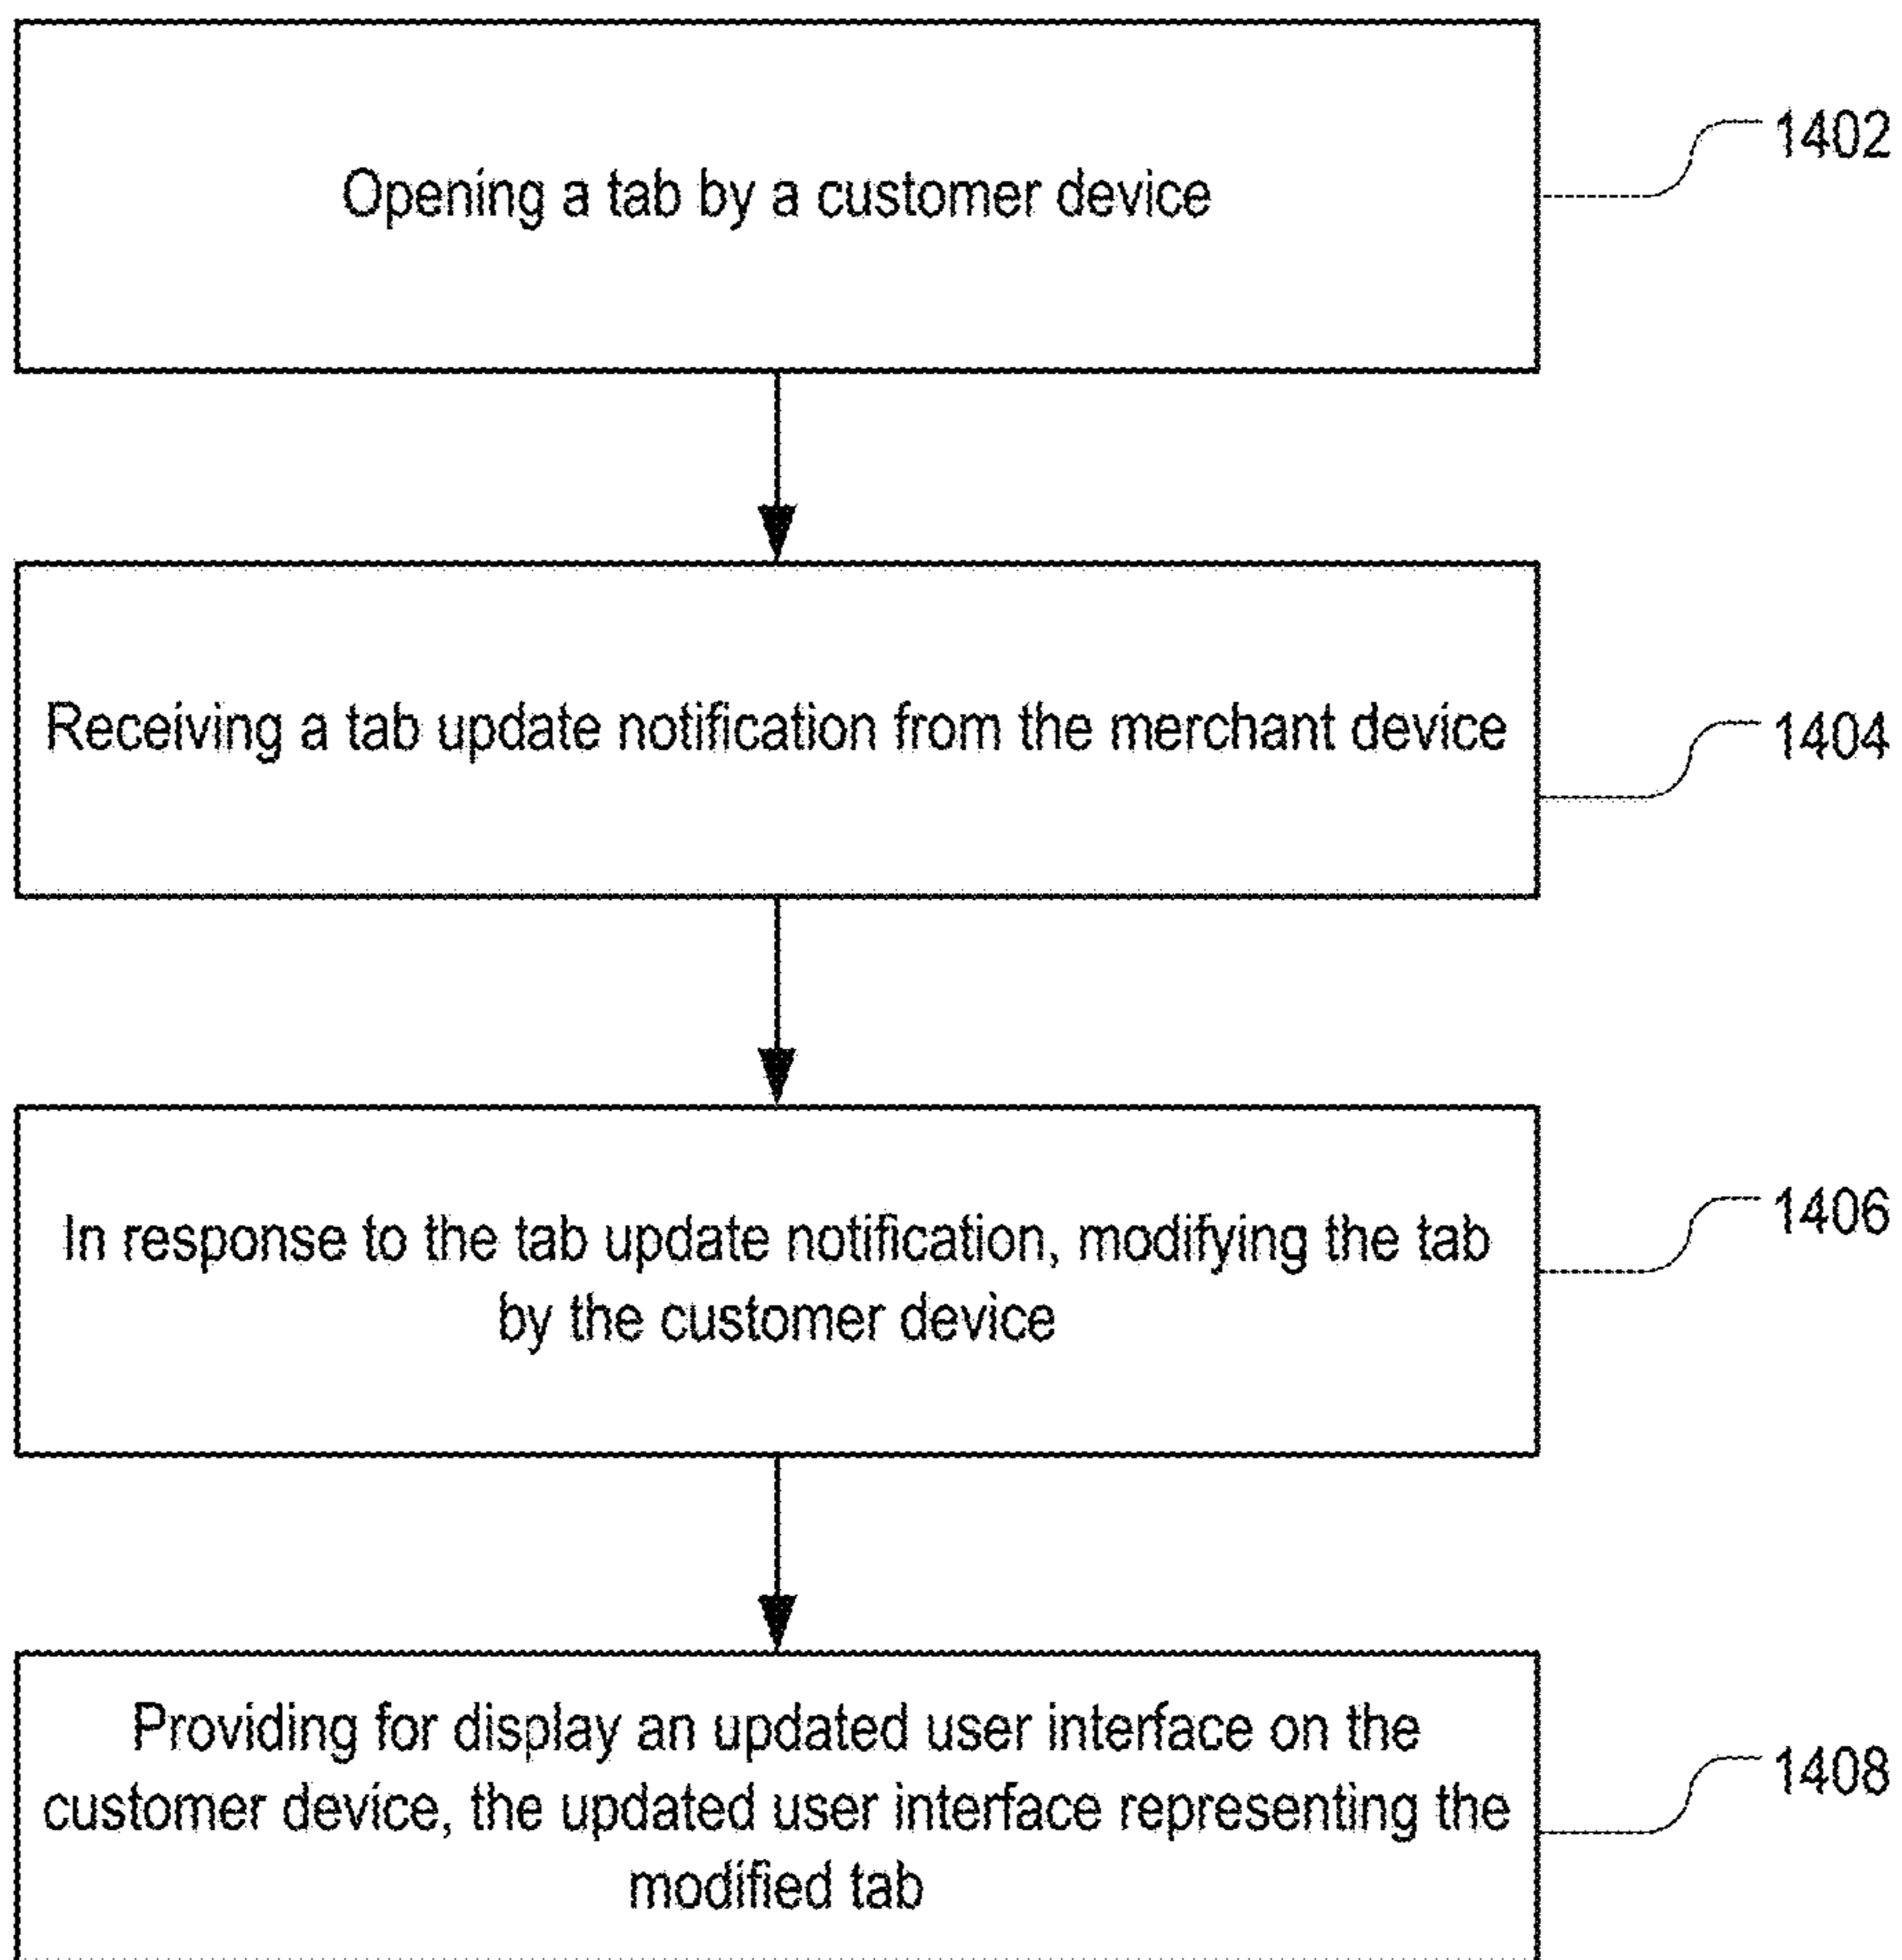 Opening a tab by a customer device
1402
Receiving a tab update notification from the merchant device
1404
In response to the tab update notification, modifying the tab
by the customer device
1406
Providing for display an updated user interface on the
customer device, the updated user interface representing the
modified tab
1408